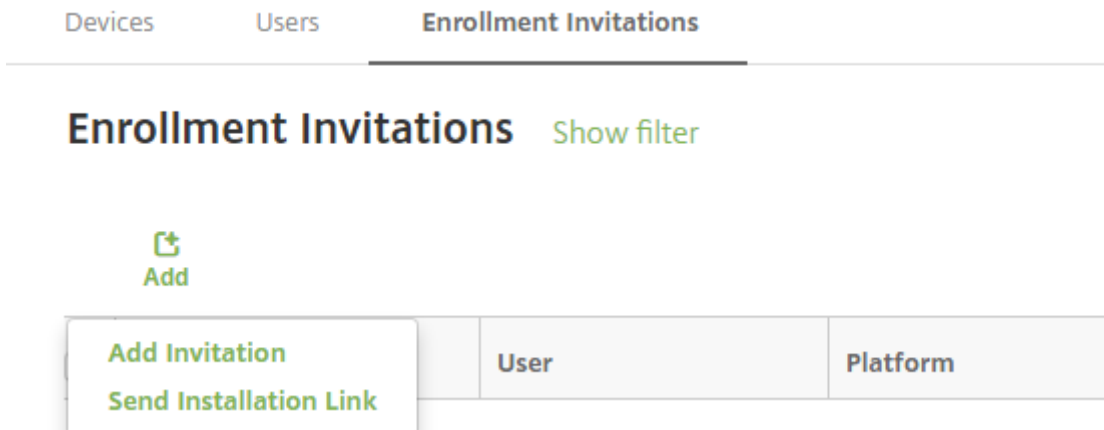 Devices Users Enrollment Invitations
Enrollment Invitations Show filter
Add
Add Invitation User Platform
Send Installation Link